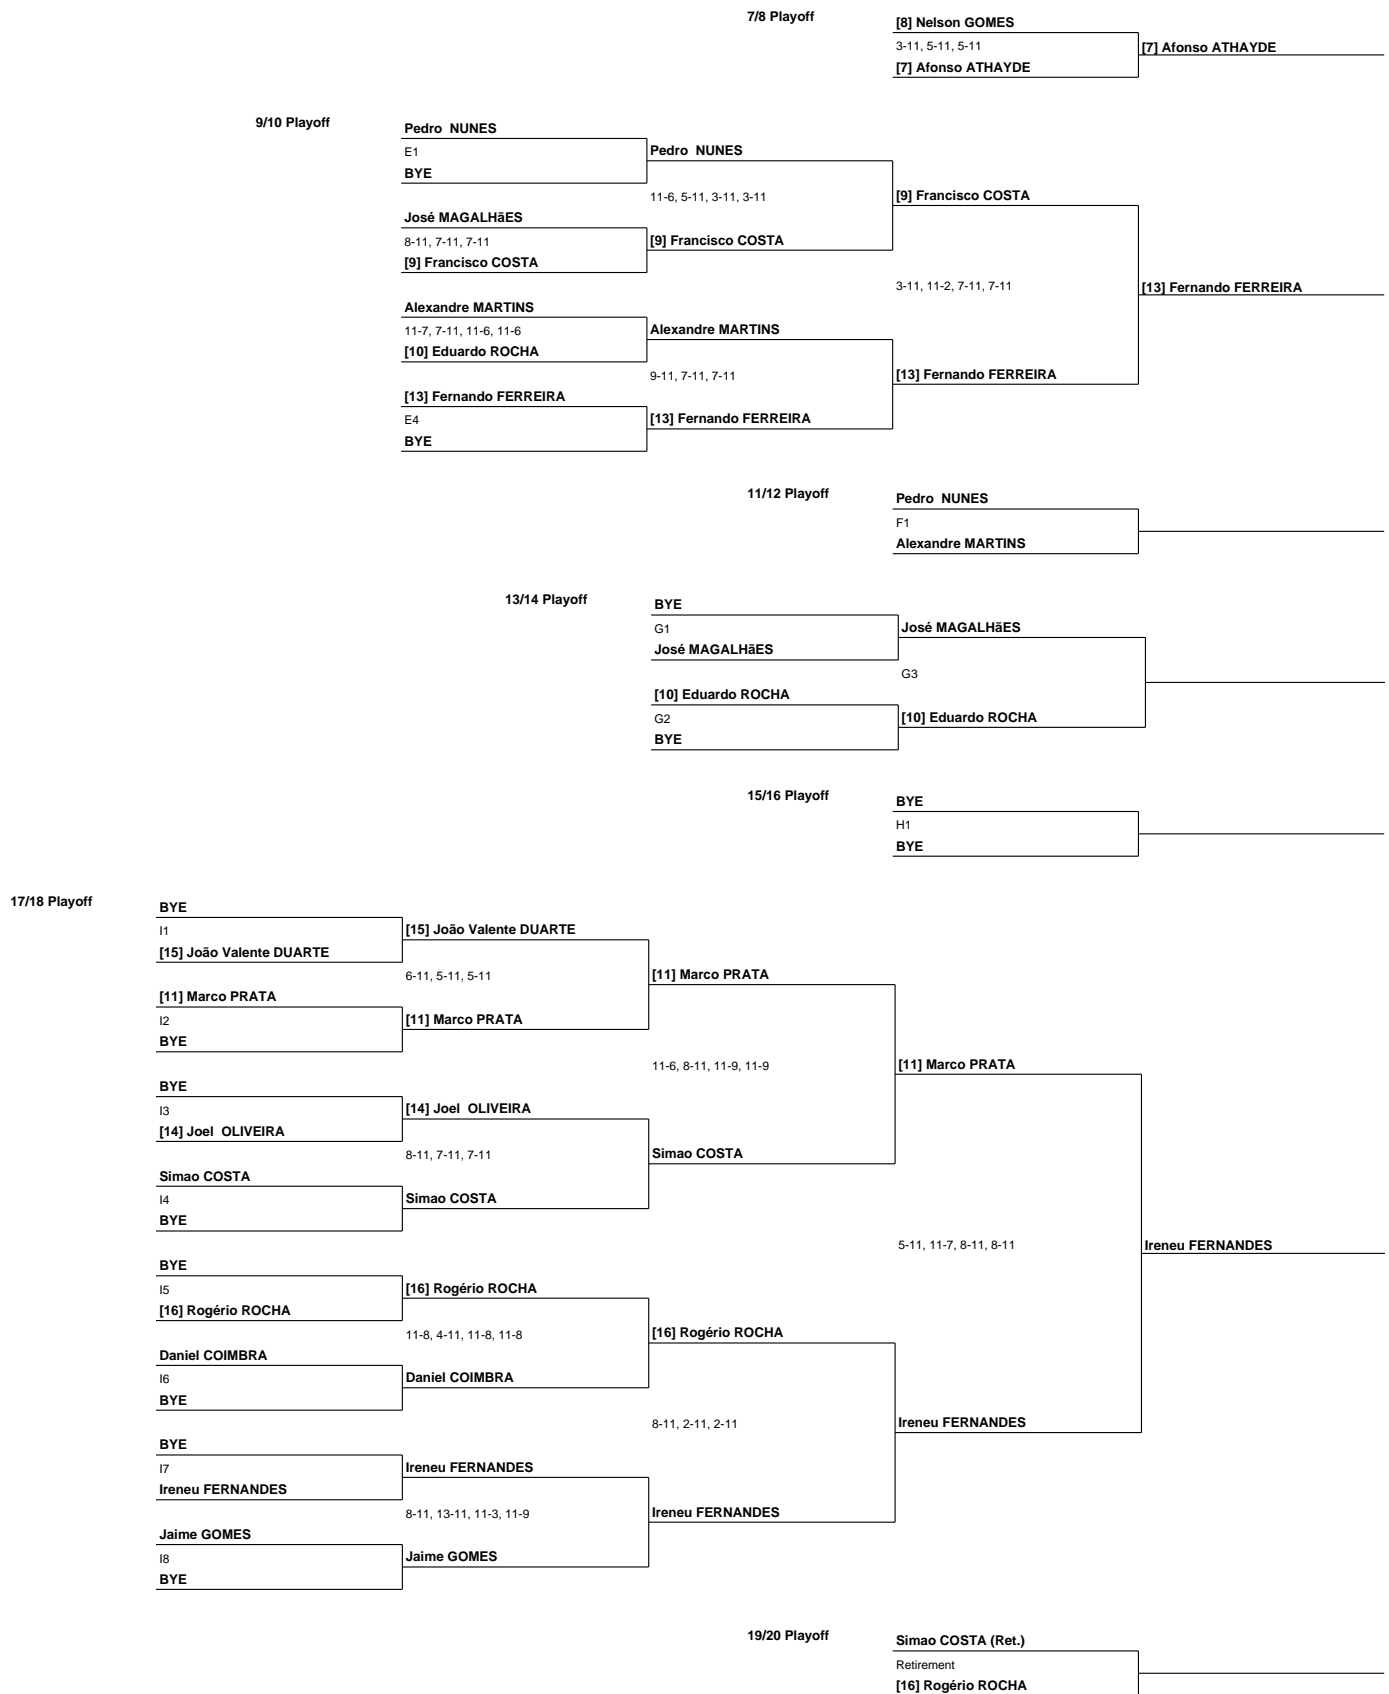 7/8 Playoff
[8] Nelson GOMES
3-11, 5-11, 5-11
[7] Afonso ATHAYDE
[7] Afonso ATHAYDE
9/10 Playoff
Pedro NUNES
E1
Pedro NUNES
BYE
11-6, 5-11, 3-11, 3-11
[9] Francisco COSTA
José MAGALHãES
8-11, 7-11, 7-11
[9] Francisco COSTA
[9] Francisco COSTA
3-11, 11-2, 7-11, 7-11
[13] Fernando FERREIRA
Alexandre MARTINS
11-7, 7-11, 11-6, 11-6
Alexandre MARTINS
[10] Eduardo ROCHA
9-11, 7-11, 7-11
[13] Fernando FERREIRA
[13] Fernando FERREIRA
E4
[13] Fernando FERREIRA
BYE
11/12 Playoff
Pedro NUNES
F1
Alexandre MARTINS
13/14 Playoff
BYE
G1
José MAGALHãES
José MAGALHãES
G3
[10] Eduardo ROCHA
G2
[10] Eduardo ROCHA
BYE
15/16 Playoff
BYE
H1
BYE
17/18 Playoff
BYE
I1
[15] João Valente DUARTE
[15] João Valente DUARTE
6-11, 5-11, 5-11
[11] Marco PRATA
[11] Marco PRATA
I2
[11] Marco PRATA
BYE
11-6, 8-11, 11-9, 11-9
[11] Marco PRATA
BYE
I3
[14] Joel OLIVEIRA
[14] Joel OLIVEIRA
8-11, 7-11, 7-11
Simao COSTA
Simao COSTA
I4
Simao COSTA
BYE
5-11, 11-7, 8-11, 8-11
Ireneu FERNANDES
BYE
I5
[16] Rogério ROCHA
[16] Rogério ROCHA
11-8, 4-11, 11-8, 11-8
[16] Rogério ROCHA
Daniel COIMBRA
I6
Daniel COIMBRA
BYE
8-11, 2-11, 2-11
Ireneu FERNANDES
BYE
I7
Ireneu FERNANDES
Ireneu FERNANDES
8-11, 13-11, 11-3, 11-9
Ireneu FERNANDES
Jaime GOMES
I8
Jaime GOMES
BYE
19/20 Playoff
Simao COSTA (Ret.)
Retirement
[16] Rogério ROCHA